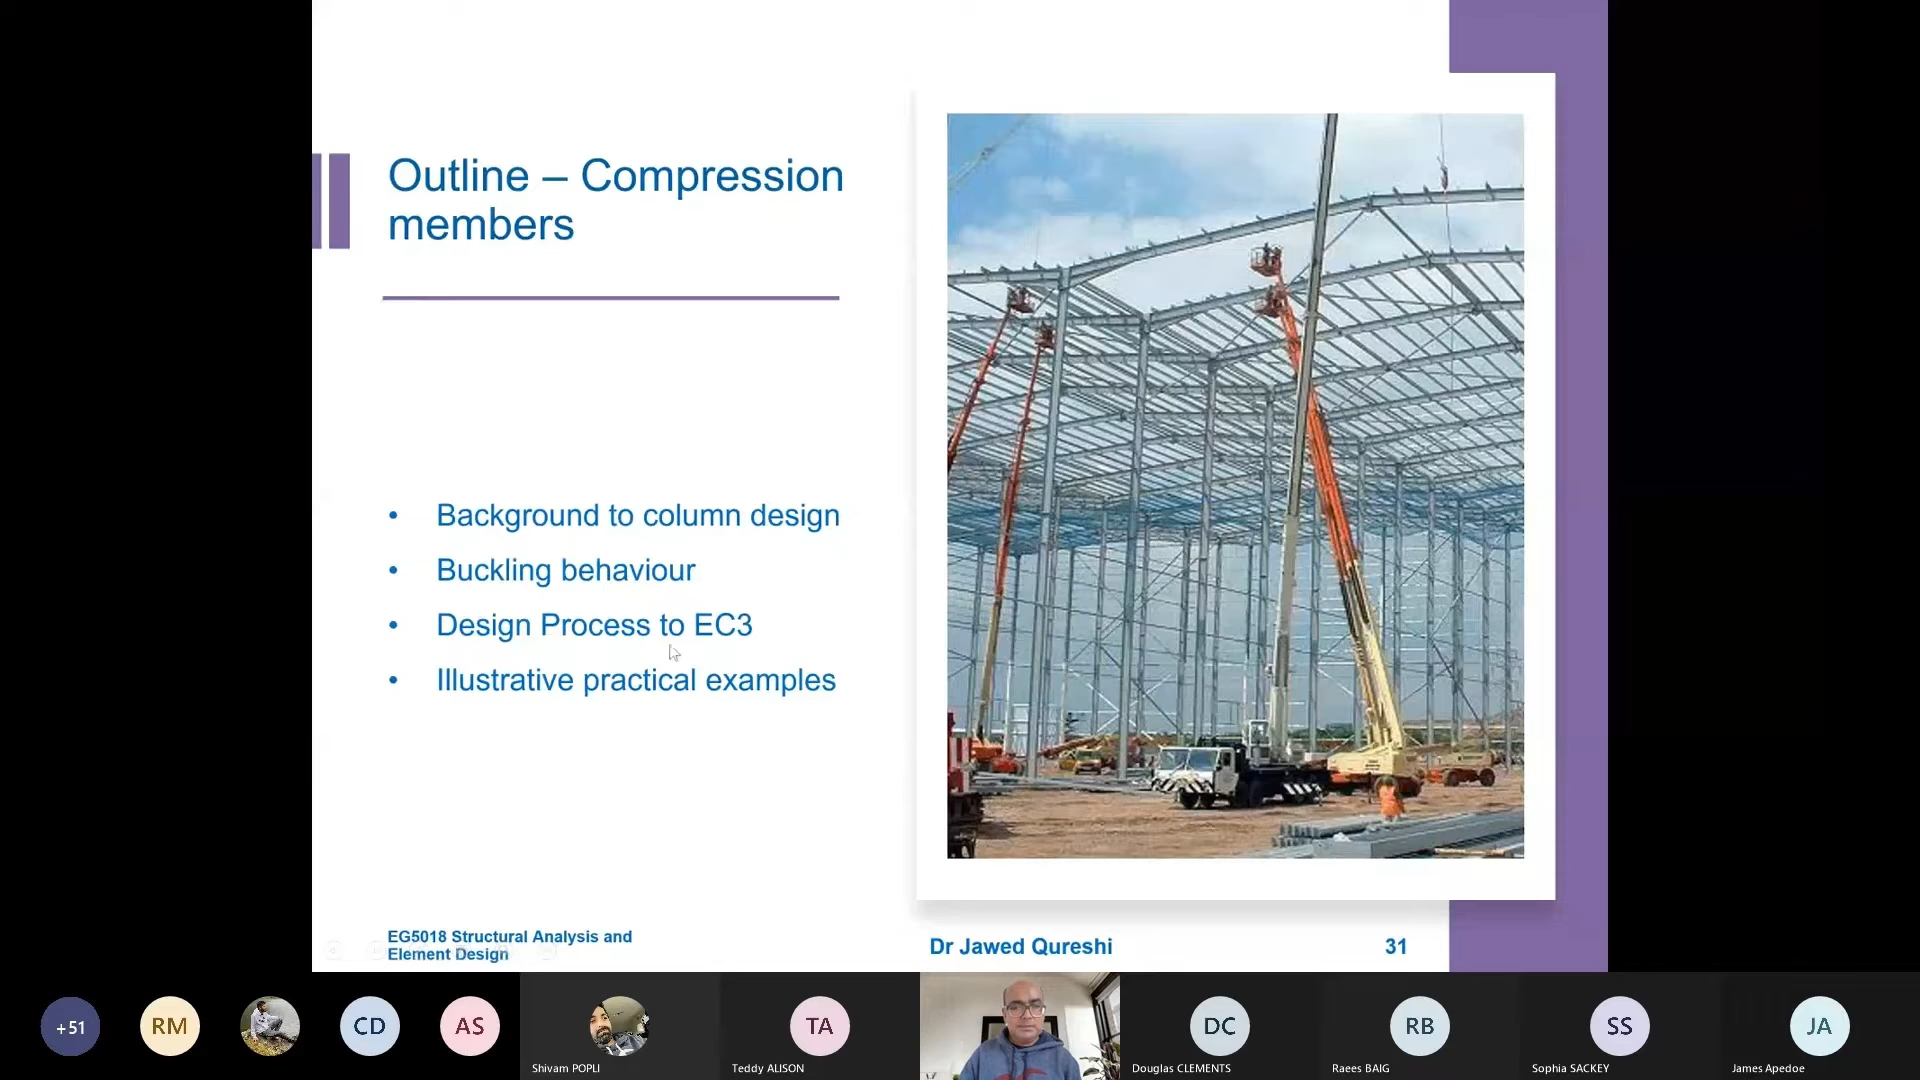 Outline – Compression
members
• Background to column design
• Buckling behaviour
• Design Process to EC3
• Illustrative practical examples
EG5018 Structural Analysis and
Element Design
Dr Jawed Qureshi
31
+51
RM
CD
AS
Shivam POPLI
TA
Teddy ALISON
DC
Douglas CLEMENTS
RB
Raees BAIG
SS
Sophia SACKEY
JA
James Apedoe